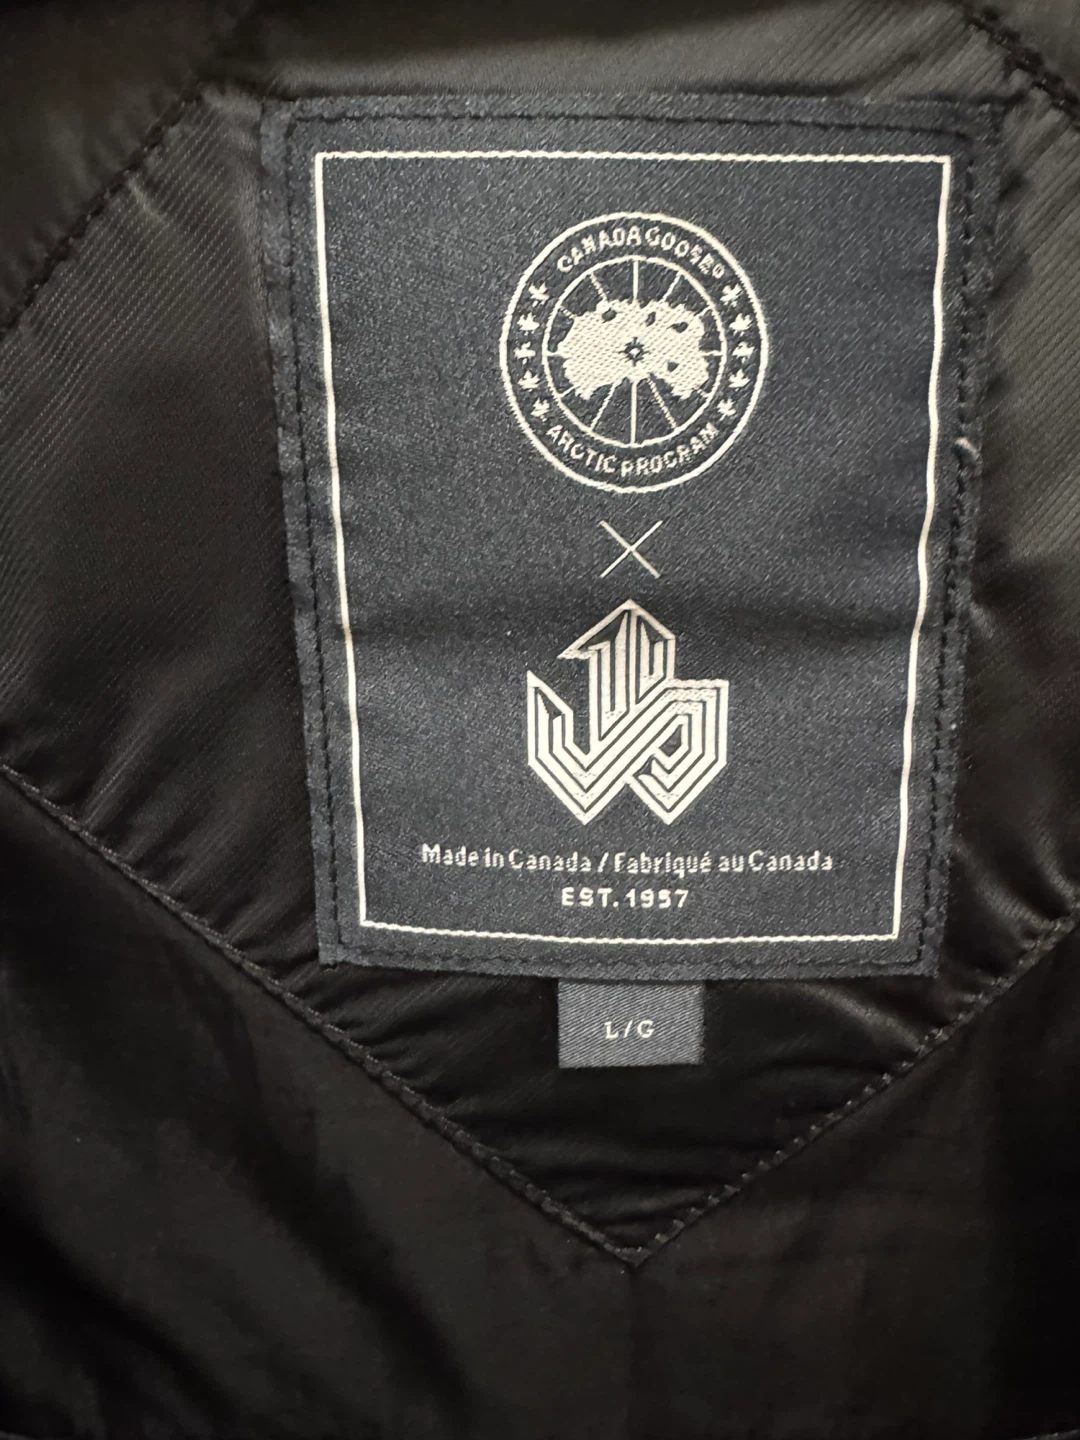 CANADA GOOSE®
ARCTIC PROGRAM
X
Made in Canada / Fabriqué au Canada
EST. 1957
L / G